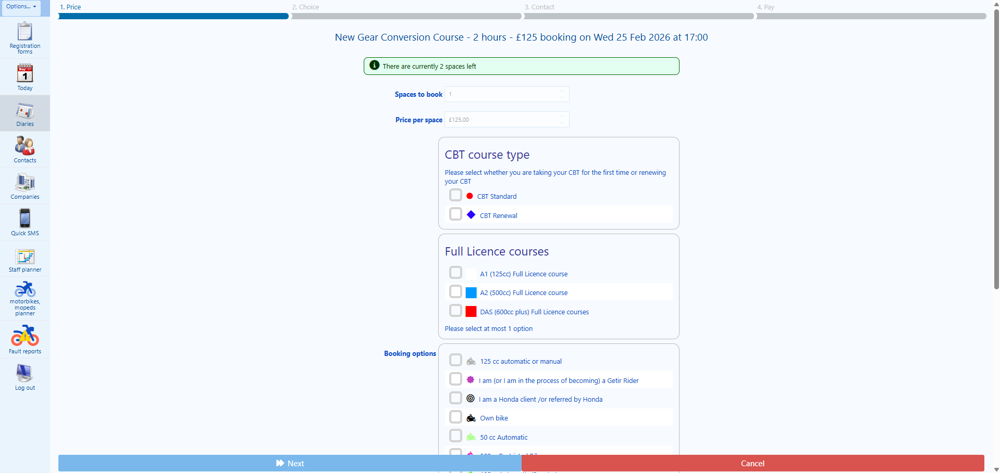 Options...
Registration
forms
Day
1
Today
Diaries
Contacts
Companies
Quick SMS
Staff planner
motorbikes,
mopeds
planner
Fault reports
Log out
1. Price
2. Choice
3. Contact
4. Pay
New Gear Conversion Course - 2 hours - £125 booking on Wed 25 Feb 2026 at 17:00
There are currently 2 spaces left
Spaces to book 1
Price per space £125.00
CBT course type
Please select whether you are taking your CBT for the first time or renewing
your CBT
CBT Standard
CBT Renewal
Full Licence courses
A1 (125cc) Full Licence course
A2 (500cc) Full Licence course
DAS (600cc plus) Full Licence courses
Please select at most 1 option
Booking options
125 cc automatic or manual
I am (or I am in the process of becoming) a Getir Rider
I am a Honda client /or referred by Honda
Own bike
50 cc Automatic
Next
Cancel